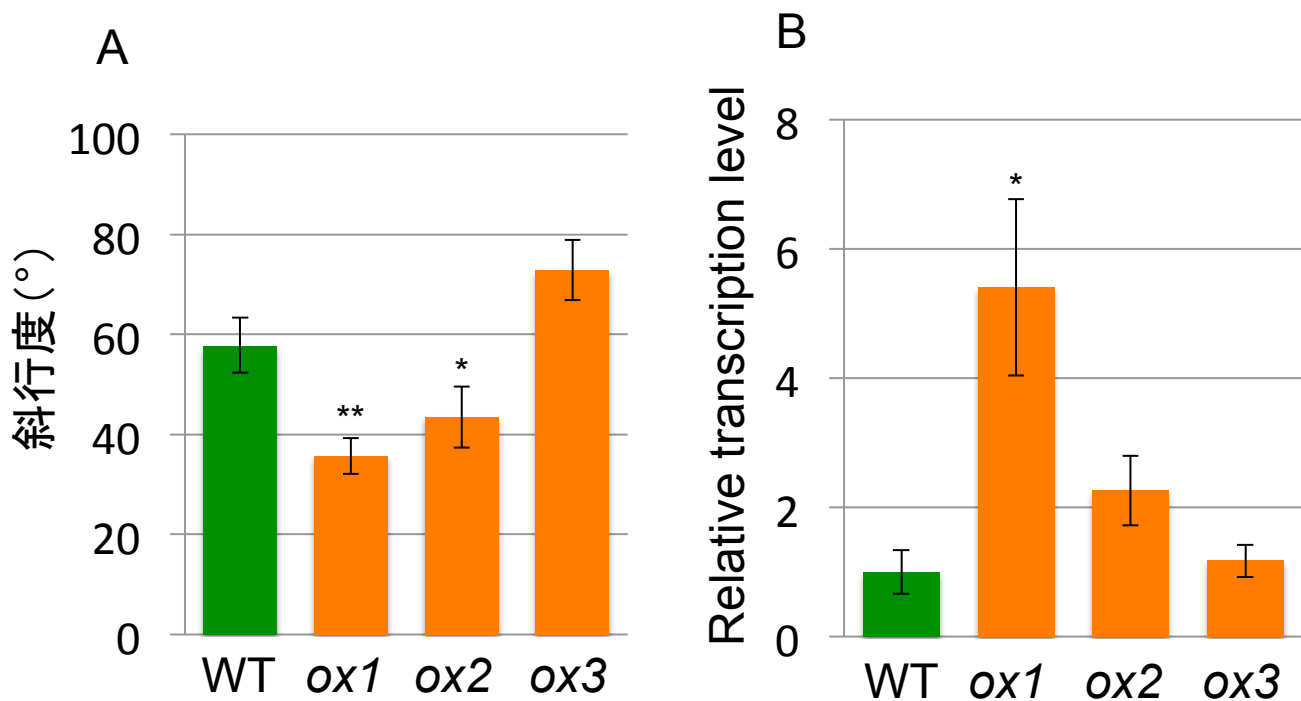 A
斜行度(°)
100
80
60
40
20
0
**
*
WT ox1 ox2 ox3
B
Relative transcription level
8
6
4
2
0
*
WT ox1 ox2 ox3